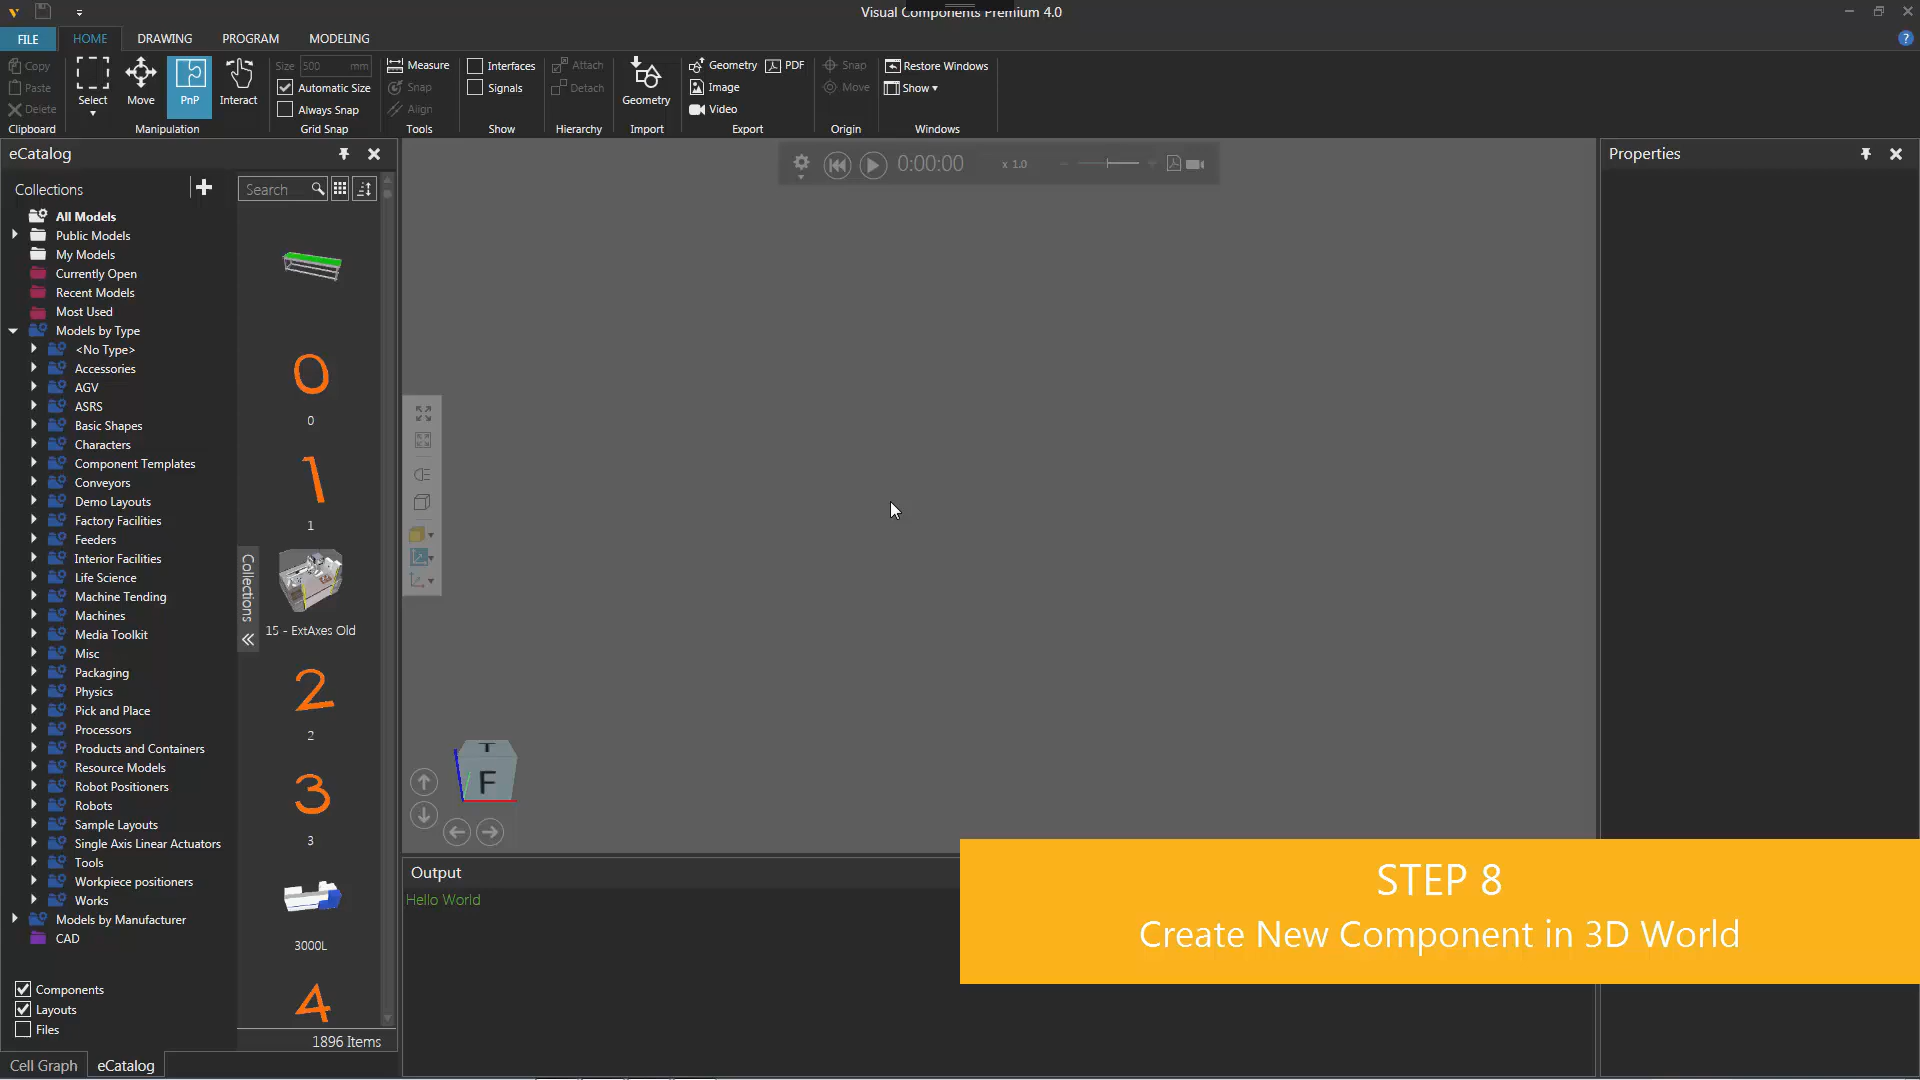 Visual Components Premium 4.0
FILE
HOME
DRAWING
PROGRAM
MODELING
Copy
Paste
Delete
Clipboard
Select
Move
PnP
Interact
Manipulation
Size 500 mm
Automatic Size
Always Snap
Grid Snap
Measure
Snap
Align
Tools
Interfaces
Signals
Show
Attach
Detach
Hierarchy
Geometry
Import
Geometry
PDF
Image
Video
Export
Snap
Move
Origin
Restore Windows
Show
Windows
eCatalog
Collections
All Models
Public Models
My Models
Currently Open
Recent Models
Most Used
Models by Type
<No Type>
Accessories
AGV
ASRS
Basic Shapes
Characters
Component Templates
Conveyors
Demo Layouts
Factory Facilities
Feeders
Interior Facilities
Life Science
Machine Tending
Machines
Media Toolkit
Misc
Packaging
Physics
Pick and Place
Processors
Products and Containers
Resource Models
Robot Positioners
Robots
Sample Layouts
Single Axis Linear Actuators
Tools
Workpiece positioners
Works
Models by Manufacturer
CAD
Components
Layouts
Files
Cell Graph
eCatalog
Search
0
0
1
1
Collections
15 - ExtAxes Old
2
2
3
3
3000L
4
1896 Items
0:00:00
x 1.0
T
F
Output
Hello World
Properties
STEP 8
Create New Component in 3D World